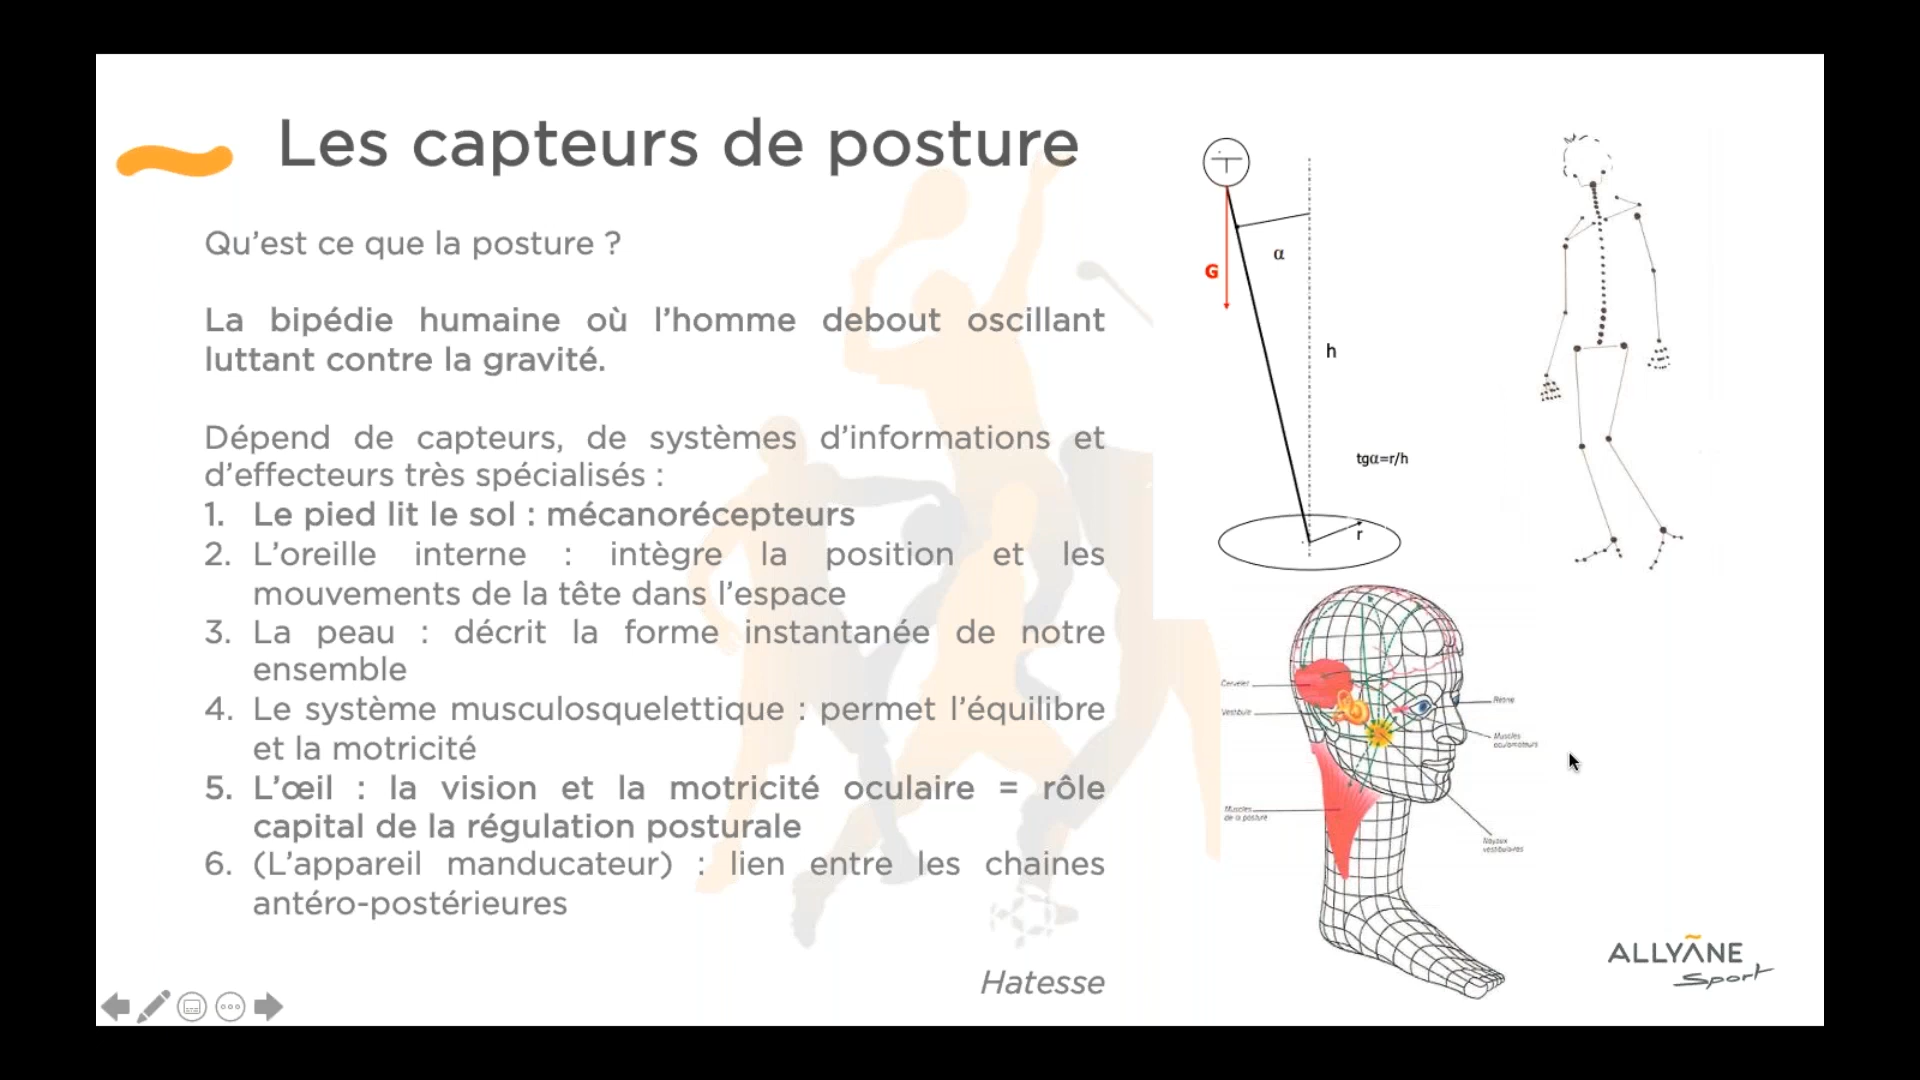 Les capteurs de posture
Qu'est ce que la posture ?
La bipédie humaine où l'homme debout oscillant
luttant contre la gravité.
Dépend de capteurs, de systèmes d'informations et
d'effecteurs très spécialisés :
1. Le pied lit le sol : mécanorécepteurs
2. L'oreille interne : intègre la position et les
mouvements de la tête dans l'espace
3. La peau : décrit la forme instantanée de notre
ensemble
4. Le système musculosquelettique : permet l'équilibre
et la motricité
5. L'œil : la vision et la motricité oculaire = rôle
capital de la régulation posturale
6. (L'appareil manducateur) : lien entre les chaines
antéro-postérieures
Hatesse
G
α
h
tgα=r/h
r
Cervelet
Vestibule
Muscles
de la posture
Rétine
Muscles
oculomoteurs
Noyaux
vestibulaires
ALLYANE
Sport